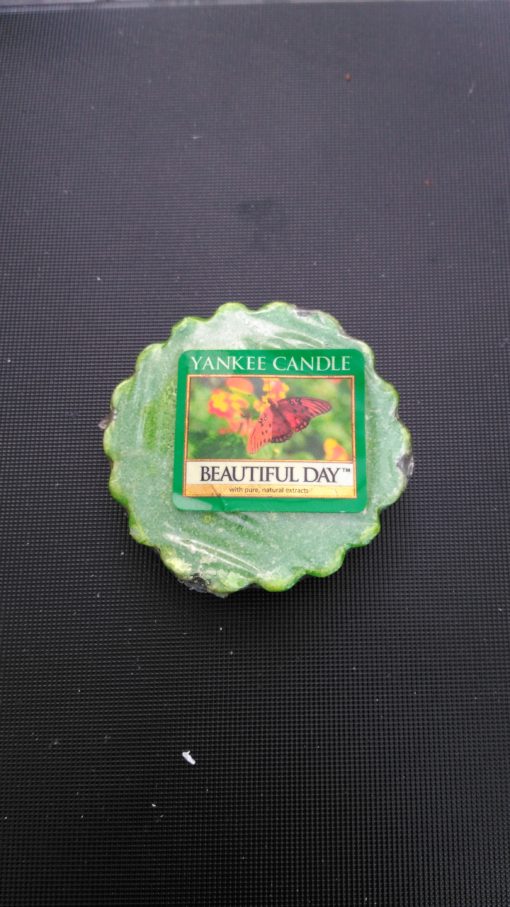 YANKEE CANDLE
BEAUTIFUL DAY™
with pure, natural extracts